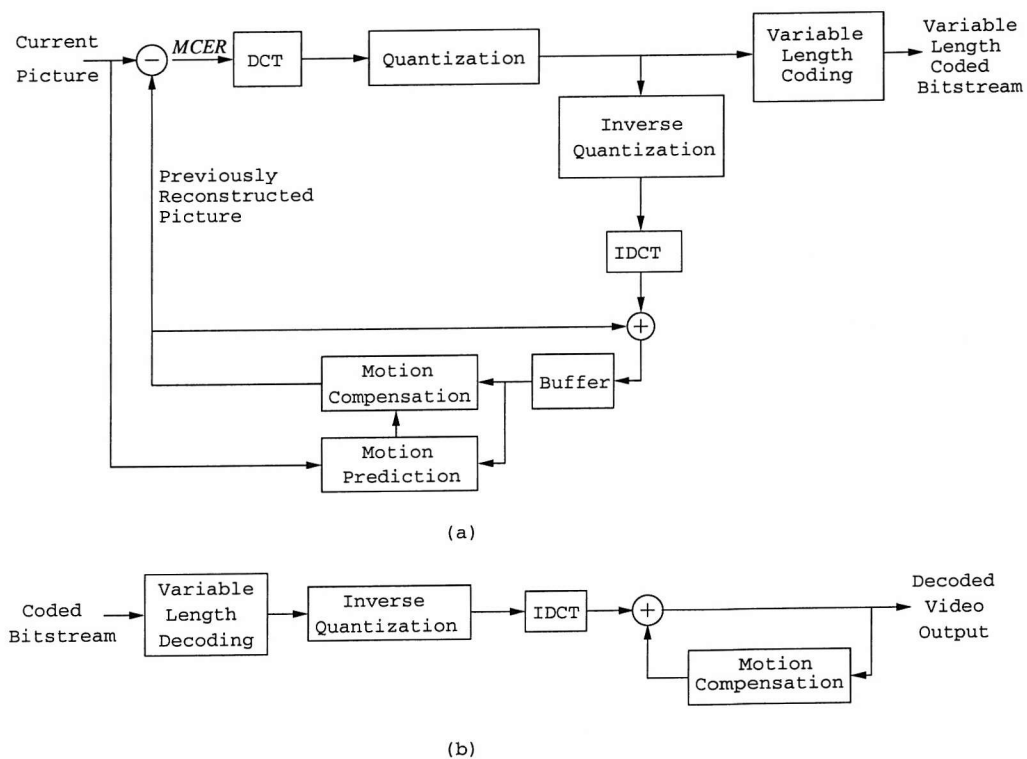 Current
Picture
MCER
DCT
Quantization
Variable
Length
Coding
Variable
Length
Coded
Bitstream
Inverse
Quantization
Previously
Reconstructed
Picture
IDCT
Motion
Compensation
Buffer
Motion
Prediction
(a)
Coded
Bitstream
Variable
Length
Decoding
Inverse
Quantization
IDCT
Decoded
Video
Output
Motion
Compensation
(b)